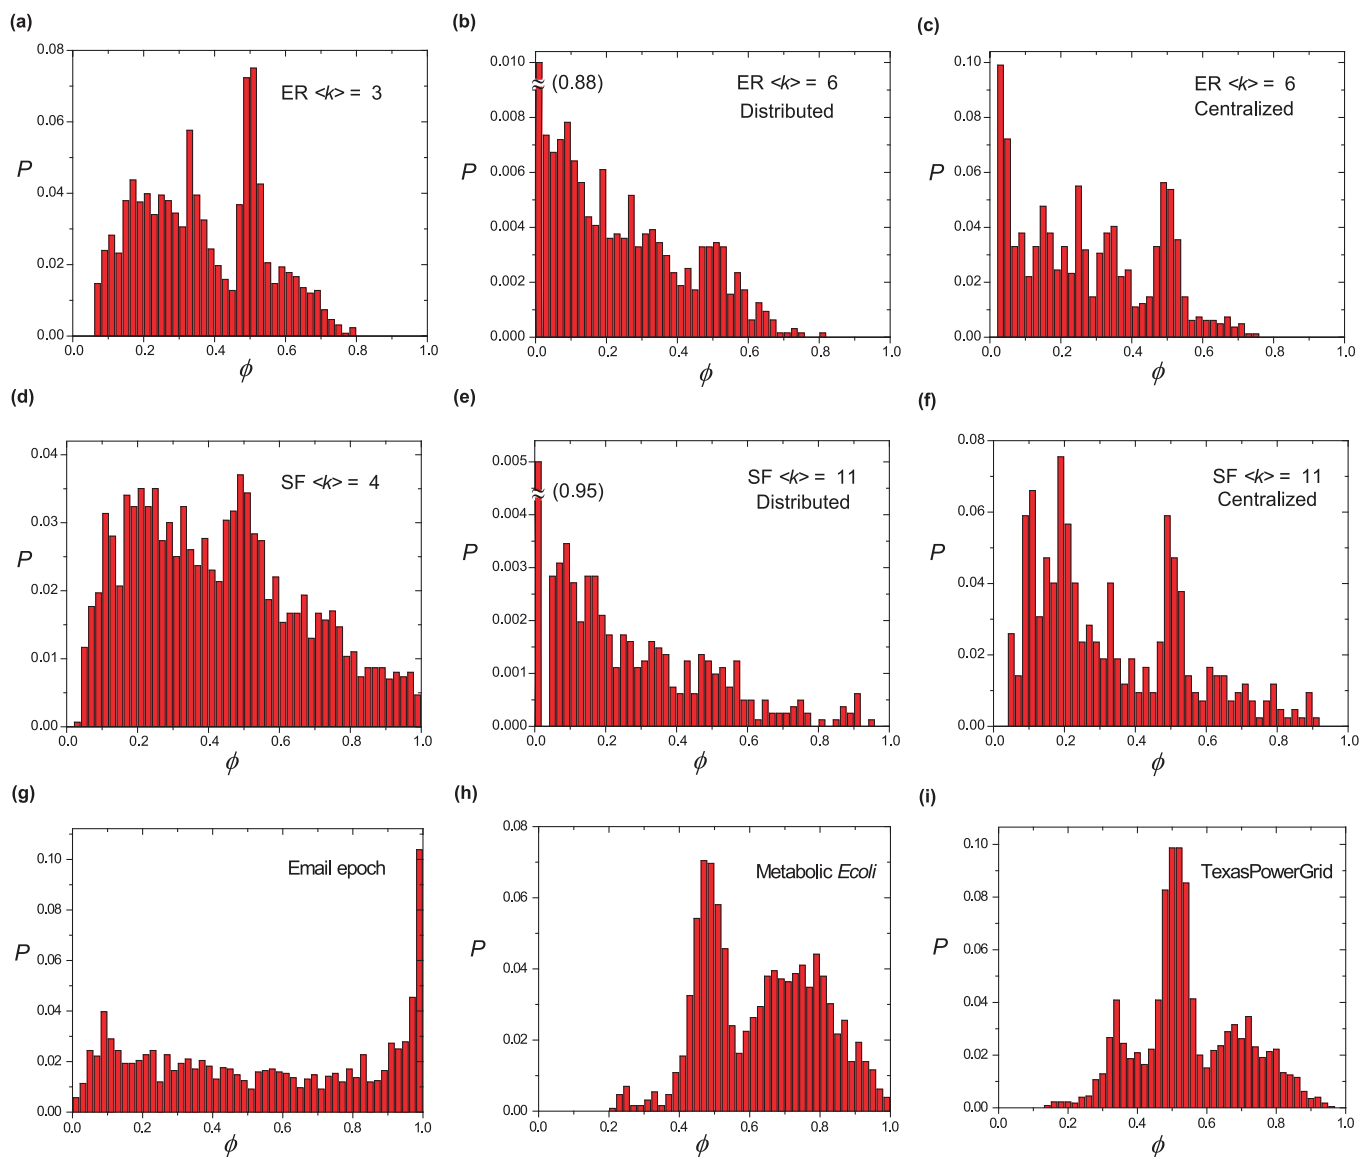 (a)
(b)
(c)
0.08
0.06
0.04
0.02
0.00
P
ER <k> = 3
0.0 0.2 0.4 0.6 0.8 1.0
ϕ
0.010
0.008
0.006
0.004
0.002
0.000
P
(0.88)
ER <k> = 6
Distributed
0.0 0.2 0.4 0.6 0.8 1.0
ϕ
0.10
0.08
0.06
0.04
0.02
0.00
P
ER <k> = 6
Centralized
0.0 0.2 0.4 0.6 0.8 1.0
ϕ
(d)
(e)
(f)
0.04
0.03
0.02
0.01
0.00
P
SF <k> = 4
0.0 0.2 0.4 0.6 0.8 1.0
ϕ
0.005
0.004
0.003
0.002
0.001
0.000
P
(0.95)
SF <k> = 11
Distributed
0.0 0.2 0.4 0.6 0.8 1.0
ϕ
0.08
0.06
0.04
0.02
0.00
P
SF <k> = 11
Centralized
0.0 0.2 0.4 0.6 0.8 1.0
ϕ
(g)
(h)
(i)
0.10
0.08
0.06
0.04
0.02
0.00
P
Email epoch
0.0 0.2 0.4 0.6 0.8 1.0
ϕ
0.08
0.06
0.04
0.02
0.00
P
Metabolic Ecoli
0.0 0.2 0.4 0.6 0.8 1.0
ϕ
0.10
0.08
0.06
0.04
0.02
0.00
P
TexasPowerGrid
0.0 0.2 0.4 0.6 0.8 1.0
ϕ